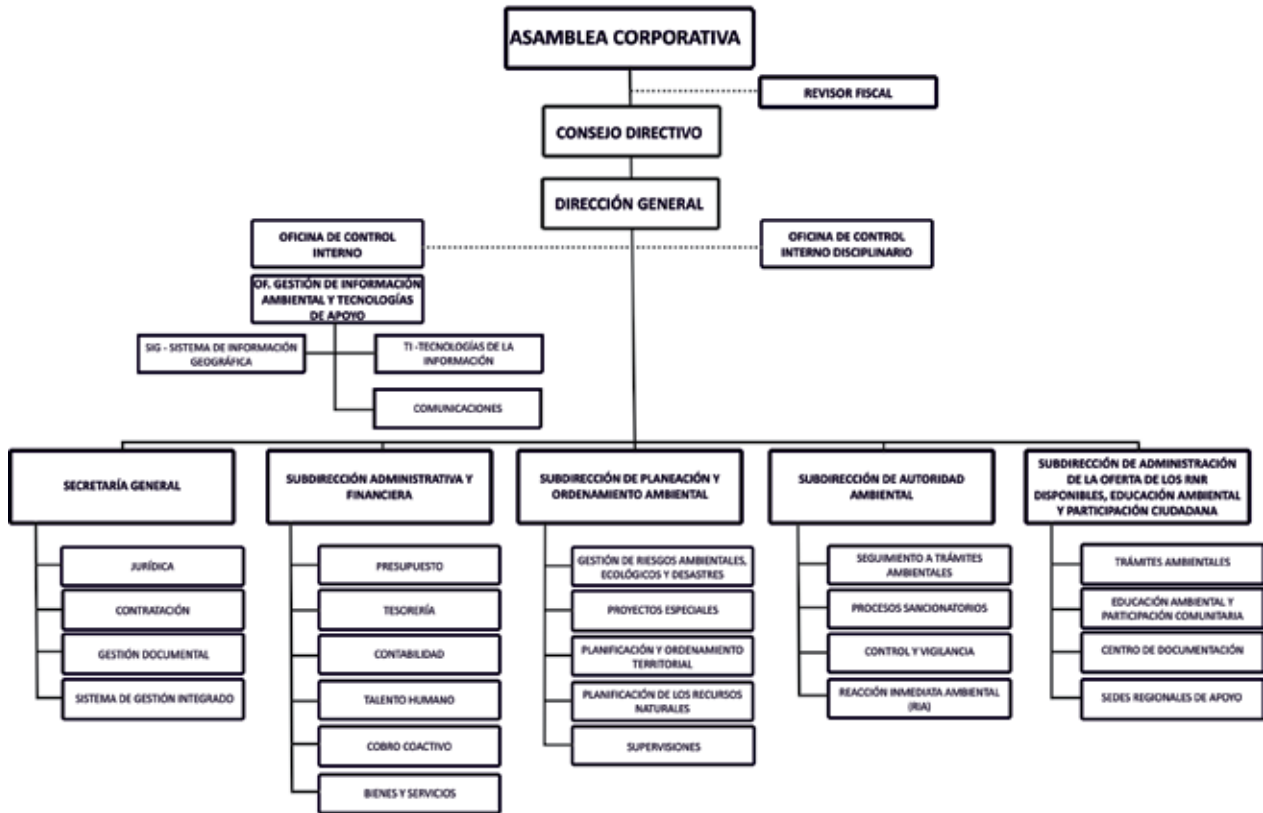 ASAMBLEA CORPORATIVA
REVISOR FISCAL
CONSEJO DIRECTIVO
DIRECCIÓN GENERAL
OFICINA DE CONTROL
INTERNO
OFICINA DE CONTROL
INTERNO DISCIPLINARIO
OF. GESTIÓN DE INFORMACIÓN
AMBIENTAL Y TECNOLOGÍAS
DE APOYO
SIG - SISTEMA DE INFORMACIÓN
GEOGRÁFICA
TI -TECNOLOGÍAS DE LA
INFORMACIÓN
COMUNICACIONES
SECRETARÍA GENERAL
JURÍDICA
CONTRATACIÓN
GESTIÓN DOCUMENTAL
SISTEMA DE GESTIÓN INTEGRADO
SUBDIRECCIÓN ADMINISTRATIVA Y
FINANCIERA
PRESUPUESTO
TESORERÍA
CONTABILIDAD
TALENTO HUMANO
COBRO COACTIVO
BIENES Y SERVICIOS
SUBDIRECCIÓN DE PLANEACIÓN Y
ORDENAMIENTO AMBIENTAL
GESTIÓN DE RIESGOS AMBIENTALES,
ECOLÓGICOS Y DESASTRES
PROYECTOS ESPECIALES
PLANIFICACIÓN Y ORDENAMIENTO
TERRITORIAL
PLANIFICACIÓN DE LOS RECURSOS
NATURALES
SUPERVISIONES
SUBDIRECCIÓN DE AUTORIDAD
AMBIENTAL
SEGUIMIENTO A TRÁMITES
AMBIENTALES
PROCESOS SANCIONATORIOS
CONTROL Y VIGILANCIA
REACCIÓN INMEDIATA AMBIENTAL
(RIA)
SUBDIRECCIÓN DE ADMINISTRACIÓN
DE LA OFERTA DE LOS RNR
DISPONIBLES, EDUCACIÓN AMBIENTAL
Y PARTICIPACIÓN CIUDADANA
TRÁMITES AMBIENTALES
EDUCACIÓN AMBIENTAL Y
PARTICIPACIÓN COMUNITARIA
CENTRO DE DOCUMENTACIÓN
SEDES REGIONALES DE APOYO